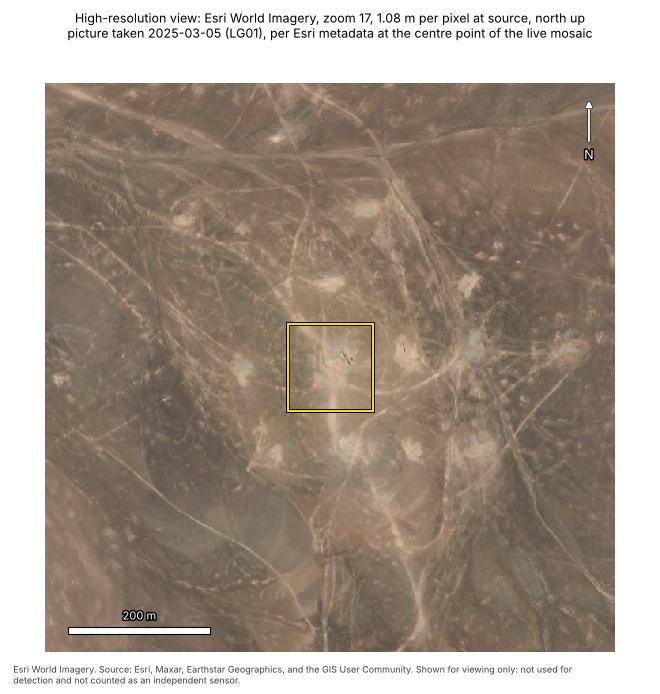 High-resolution view: Esri World Imagery, zoom 17, 1.08 m per pixel at source, north up
picture taken 2025-03-05 (LG01), per Esri metadata at the centre point of the live mosaic
N
200 m
Esri World Imagery. Source: Esri, Maxar, Earthstar Geographics, and the GIS User Community. Shown for viewing only: not used for
detection and not counted as an independent sensor.